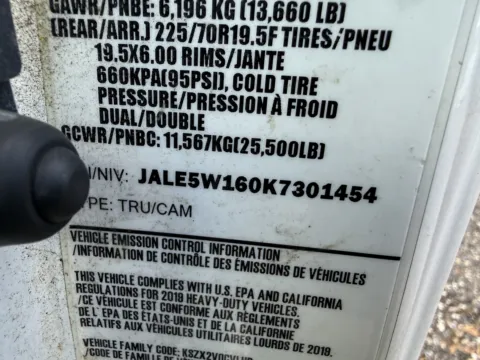 GAWR/PNBE: 6,196 KG (13,660 LB)
(REAR/ARR.) 225/70R19.5F TIRES/PNEU
19.5X6.00 RIMS/JANTE
660KPA(95PSI), COLD TIRE
PRESSURE/PRESSION À FROID
DUAL/DOUBLE
GCWR/PNBC: 11,567KG(25,500LB)
N/NIV: JALE5W160K7301454
PE: TRU/CAM
VEHICLE EMISSION CONTROL INFORMATION
/INFORMATION DE CONTRÔLE DES ÉMISSIONS DE VÉHICULES
THIS VEHICLE COMPLIES WITH U.S. EPA AND CALIFORNIA
REGULATIONS FOR 2019 HEAVY-DUTY VEHICLES.
/CE VÉHICULE EST CONFORME AUX RÈGLEMENTS
DE L'EPA DES ÉTATS-UNIS ET DE LA CALIFORNIE
RELATIFS AUX VÉHICULES LOURDS DE 2019.
VEHICLE FAMILY:
/CODE DE FAMILLE DE